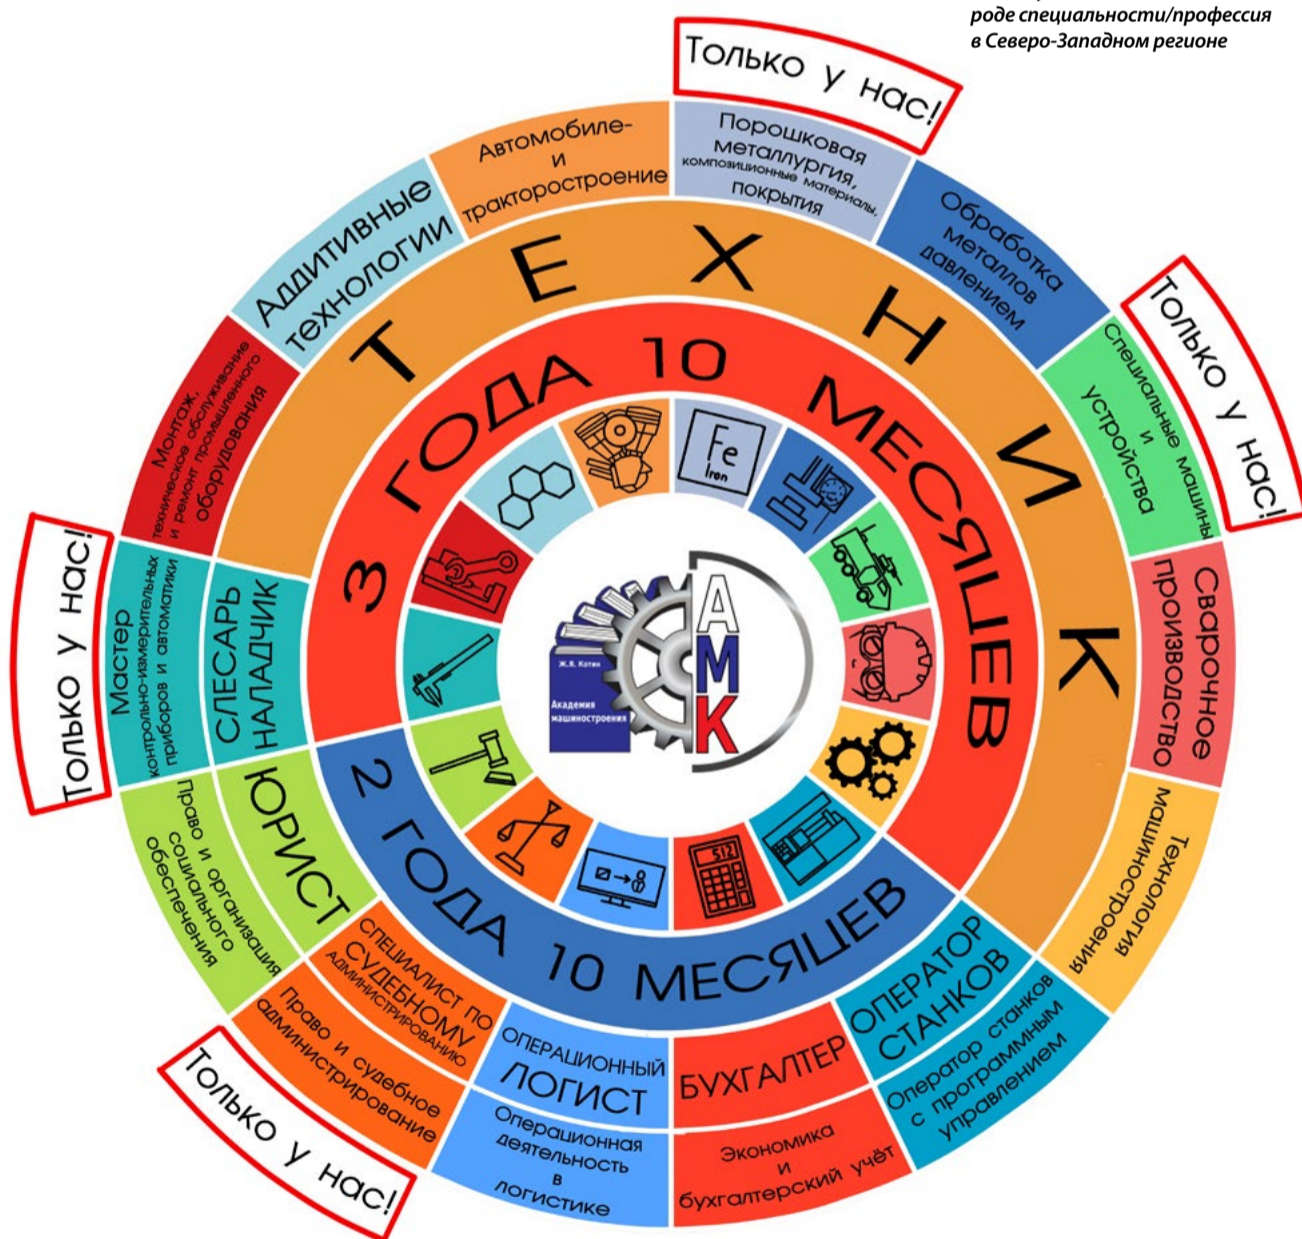 роде специальности/профессия
в Северо-Западном регионе
Только у нас!
Порошковая
металлургия,
композиционные материалы,
покрытия
Обработка
металлов
давлением
Только у нас!
Специальные машины
и
устройства
Сварочное
производство
Технология
машиностроения
Оператор станков
с программным
управлением
ОПЕРАТОР
СТАНКОВ
Экономика
и
бухгалтерский учёт
БУХГАЛТЕР
Операционная
деятельность
в
логистике
ОПЕРАЦИОННЫЙ
ЛОГИСТ
Только у нас!
Право и судебное
администрирование
СПЕЦИАЛИСТ ПО
СУДЕБНОМУ
АДМИНИСТРИРОВАНИЮ
Право и организация
социального
обеспечения
ЮРИСТ
Только у нас!
Мастер
контрольно-измерительных
приборов и автоматики
СЛЕСАРЬ
НАЛАДЧИК
Монтаж,
техническое обслуживание
и ремонт промышленного
оборудования
Аддитивные
технологии
Автомобиле-
и
тракторостроение
ТЕХНИК
3 ГОДА 10 МЕСЯЦЕВ
2 ГОДА 10 МЕСЯЦЕВ
Fe
Iron
512
Ж.Я. Котин
Академия
машиностроения
А
М
К